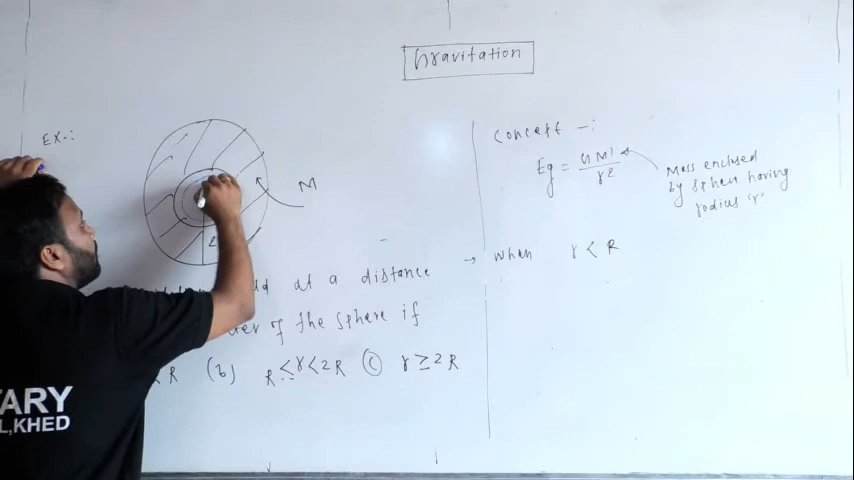 Gravitation
Ex-:
M
R
at a distance
of the sphere if
R (b) R ≤ r < 2R (c) r ≥ 2R
Concept -:
Eg = GM' / r²
Mass enclosed
by sphere having
radius 'r'
→ when r < R
TARY
L,KHED